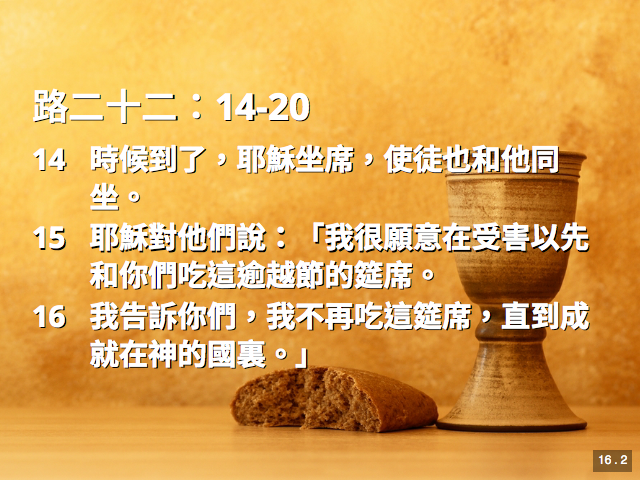 路二十二：14-20
14 時候到了，耶穌坐席，使徒也和他同
坐。
15 耶穌對他們說：「我很願意在受害以先
和你們吃這逾越節的筵席。
16 我告訴你們，我不再吃這筵席，直到成
就在神的國裏。」
16 . 2